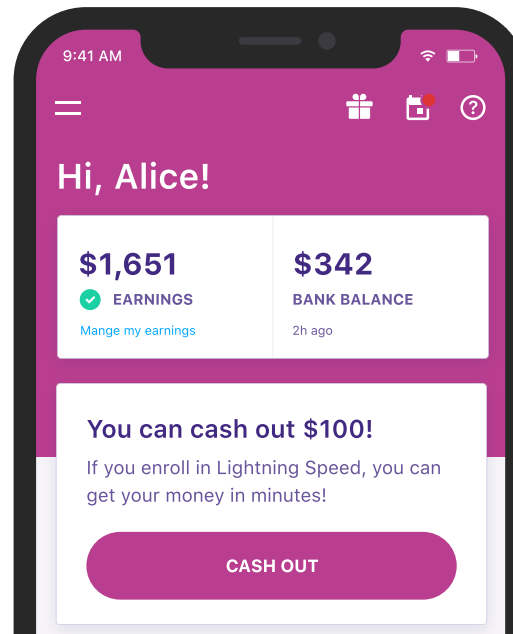 9:41 AM
?
Hi, Alice!
$1,651
EARNINGS
Mange my earnings
$342
BANK BALANCE
2h ago
You can cash out $100!
If you enroll in Lightning Speed, you can
get your money in minutes!
CASH OUT